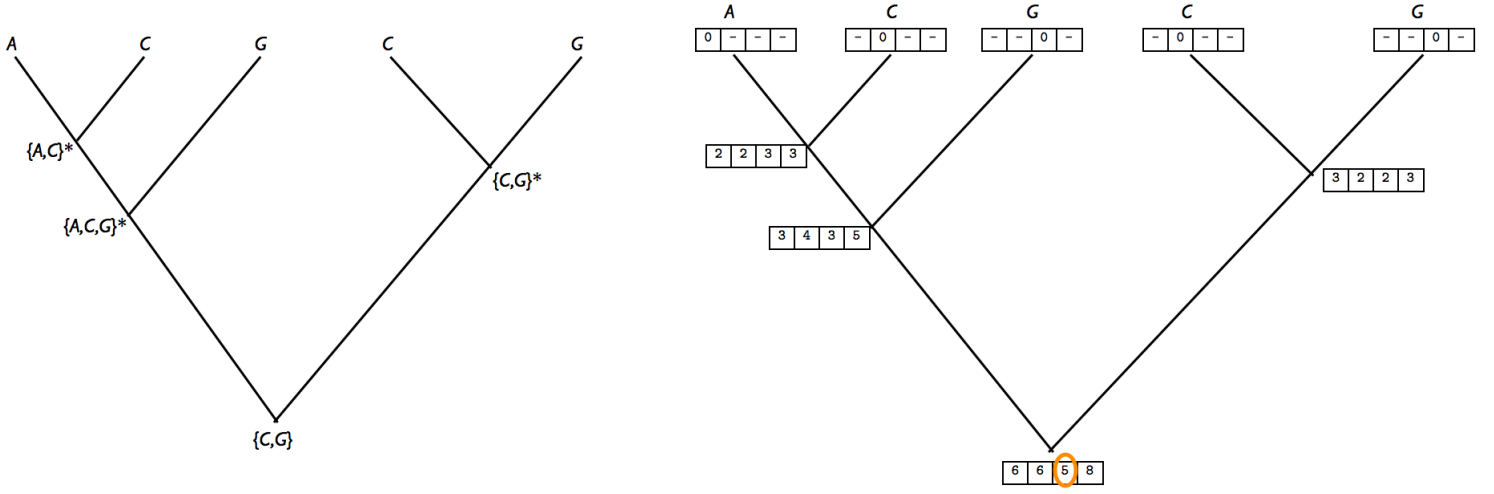 A C G C G
{A,C}*
{C,G}*
{A,C,G}*
{C,G}
A C G C G
0 - - - - 0 - - - - 0 - - 0 - - - - 0 -
2 2 3 3
3 2 2 3
3 4 3 5
6 6 5 8